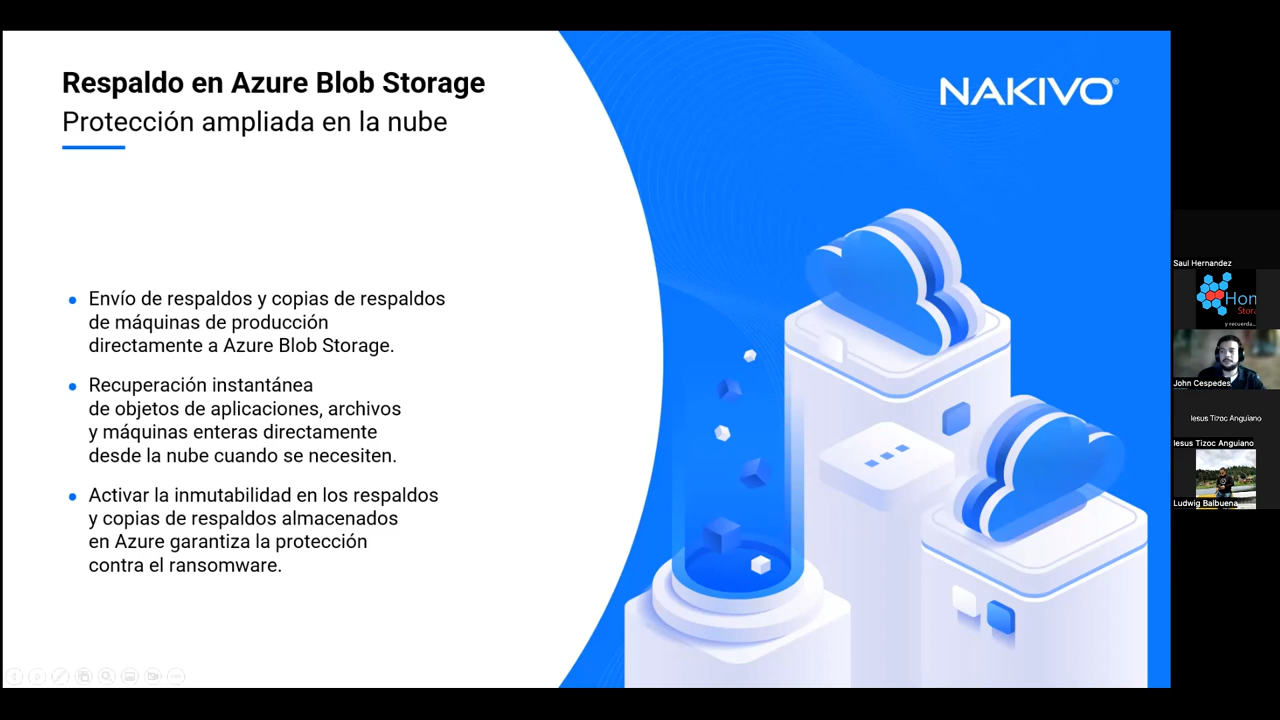 Respaldo en Azure Blob Storage
Protección ampliada en la nube
NAKIVO®
Envío de respaldos y copias de respaldos
de máquinas de producción
directamente a Azure Blob Storage.
Recuperación instantánea
de objetos de aplicaciones, archivos
y máquinas enteras directamente
desde la nube cuando se necesiten.
Activar la inmutabilidad en los respaldos
y copias de respaldos almacenados
en Azure garantiza la protección
contra el ransomware.
Saul Hernandez
Hon
Stora
y recuerda...
John Cespedes
Iesus Tizoc Anguiano
Iesus Tizoc Anguiano
Ludwig Balbuena